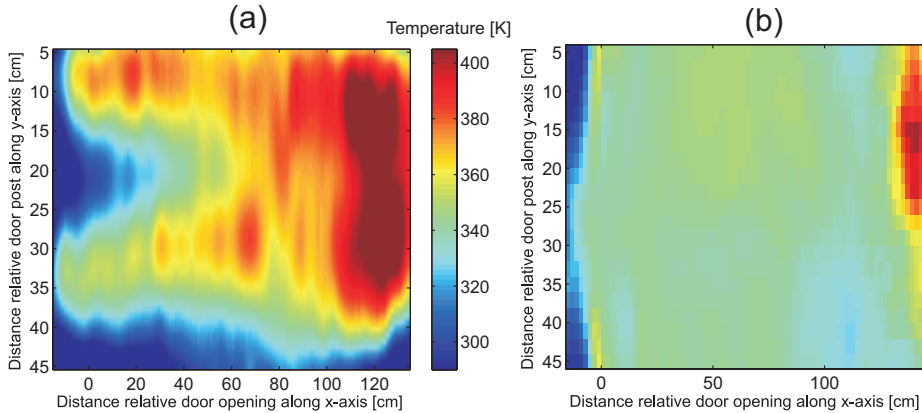 (a)
Temperature [K]
(b)
Distance relative door post along y-axis [cm]
5
10
15
20
25
30
35
40
45
0 20 40 60 80 100 120
Distance relative door opening along x-axis [cm]
400
380
360
340
320
300
Distance relative door post along y-axis [cm]
5
10
15
20
25
30
35
40
45
0 50 100
Distance relative door opening along x-axis [cm]